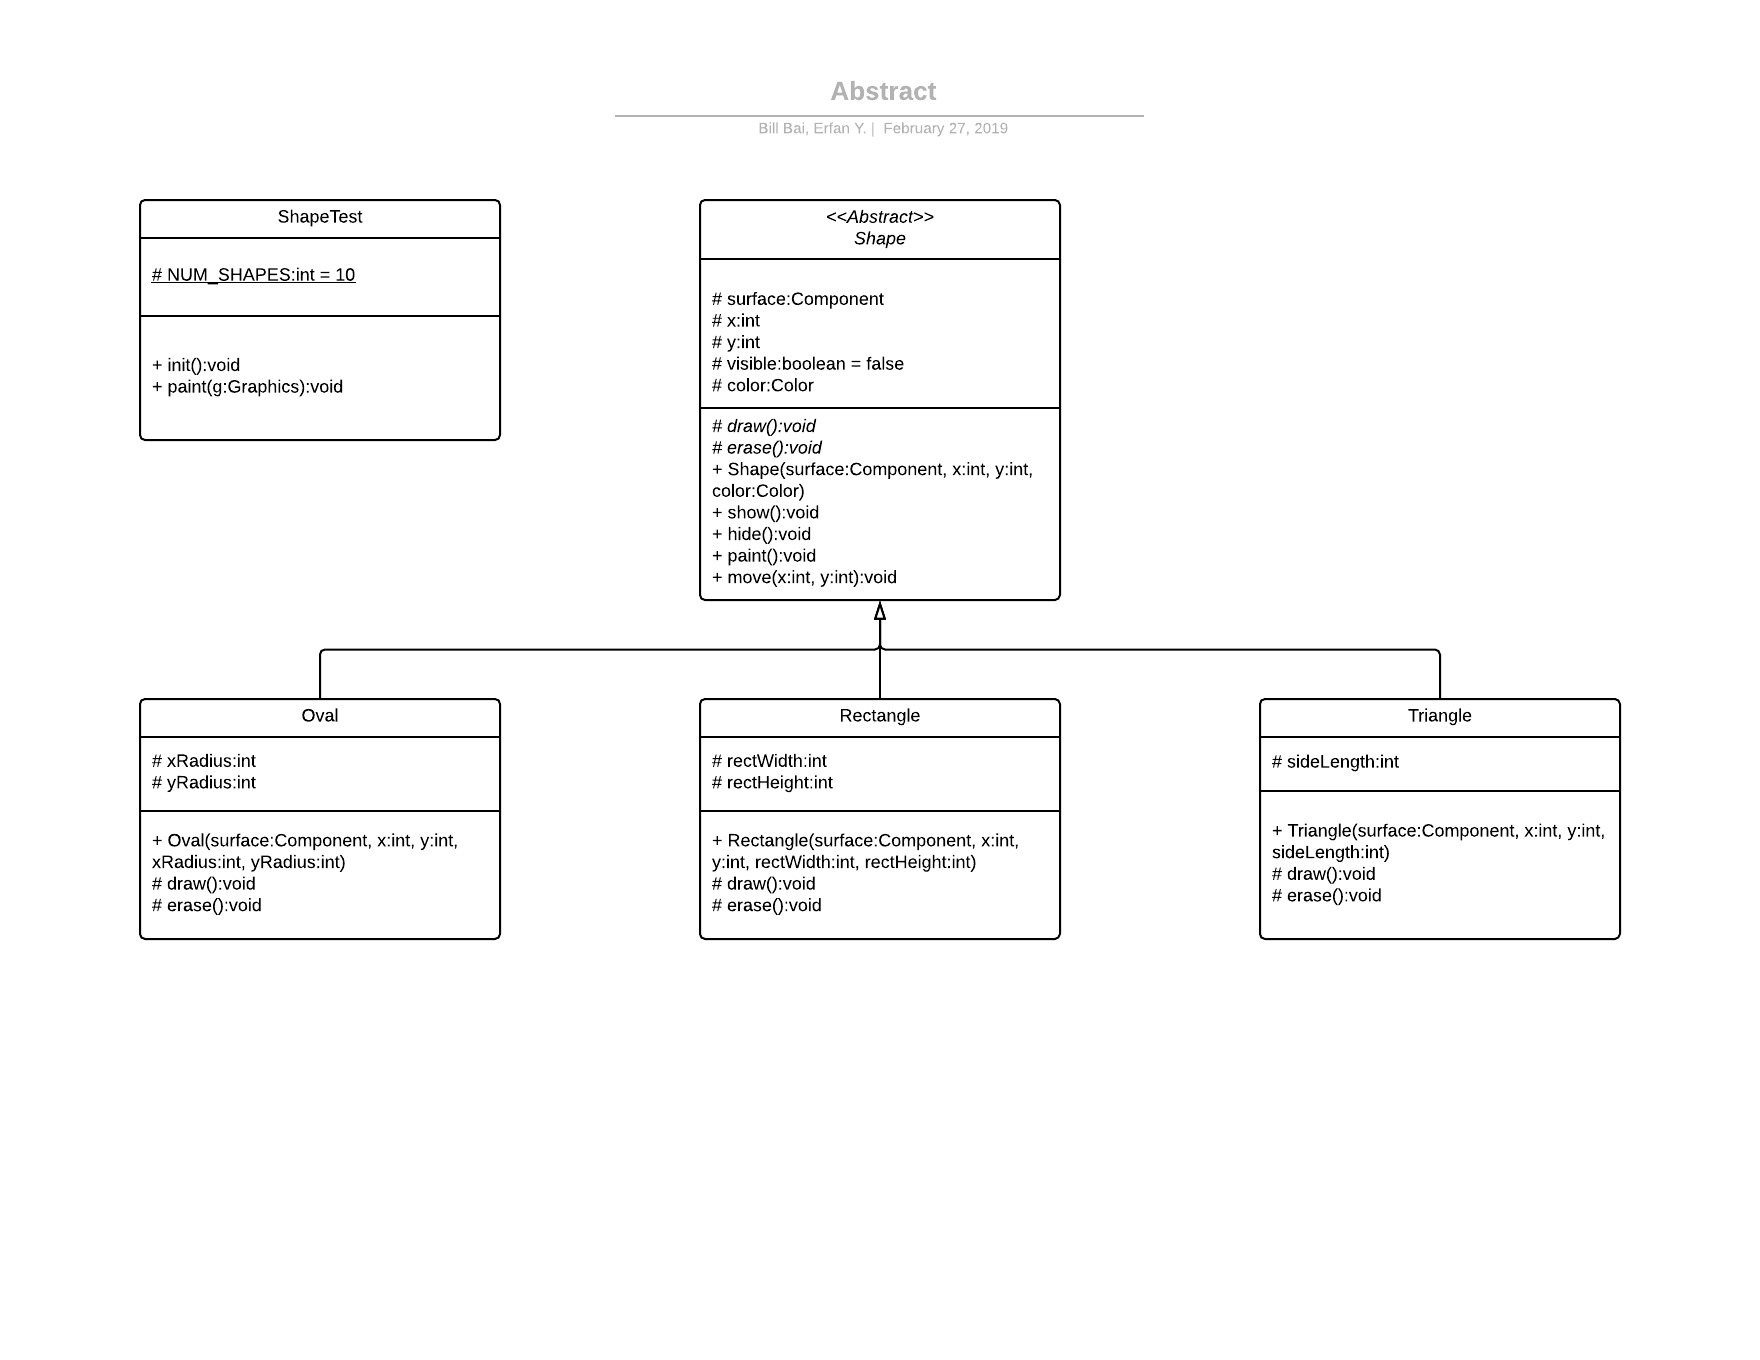 Abstract
Bill Bai, Erfan Y. | February 27, 2019
ShapeTest
# NUM_SHAPES:int = 10
+ init():void
+ paint(g:Graphics):void
<<Abstract>>
Shape
# surface:Component
# x:int
# y:int
# visible:boolean = false
# color:Color
# draw():void
# erase():void
+ Shape(surface:Component, x:int, y:int,
color:Color)
+ show():void
+ hide():void
+ paint():void
+ move(x:int, y:int):void
Oval
# xRadius:int
# yRadius:int
+ Oval(surface:Component, x:int, y:int,
xRadius:int, yRadius:int)
# draw():void
# erase():void
Rectangle
# rectWidth:int
# rectHeight:int
+ Rectangle(surface:Component, x:int,
y:int, rectWidth:int, rectHeight:int)
# draw():void
# erase():void
Triangle
# sideLength:int
+ Triangle(surface:Component, x:int, y:int,
sideLength:int)
# draw():void
# erase():void